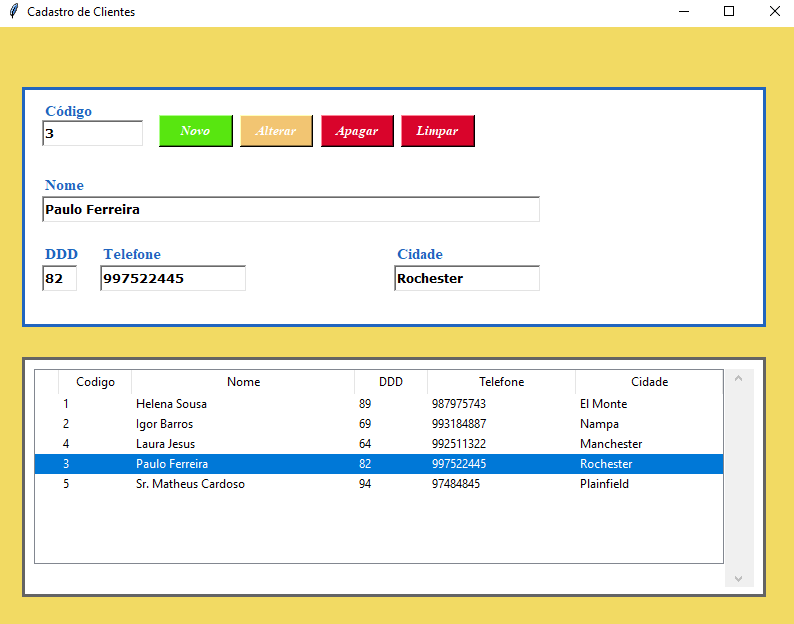 Cadastro de Clientes
Código
3
Novo Alterar Apagar Limpar
Nome
Paulo Ferreira
DDD Telefone Cidade
82 997522445 Rochester
Codigo Nome DDD Telefone Cidade
1 Helena Sousa 89 987975743 El Monte
2 Igor Barros 69 993184887 Nampa
4 Laura Jesus 64 992511322 Manchester
3 Paulo Ferreira 82 997522445 Rochester
5 Sr. Matheus Cardoso 94 97484845 Plainfield